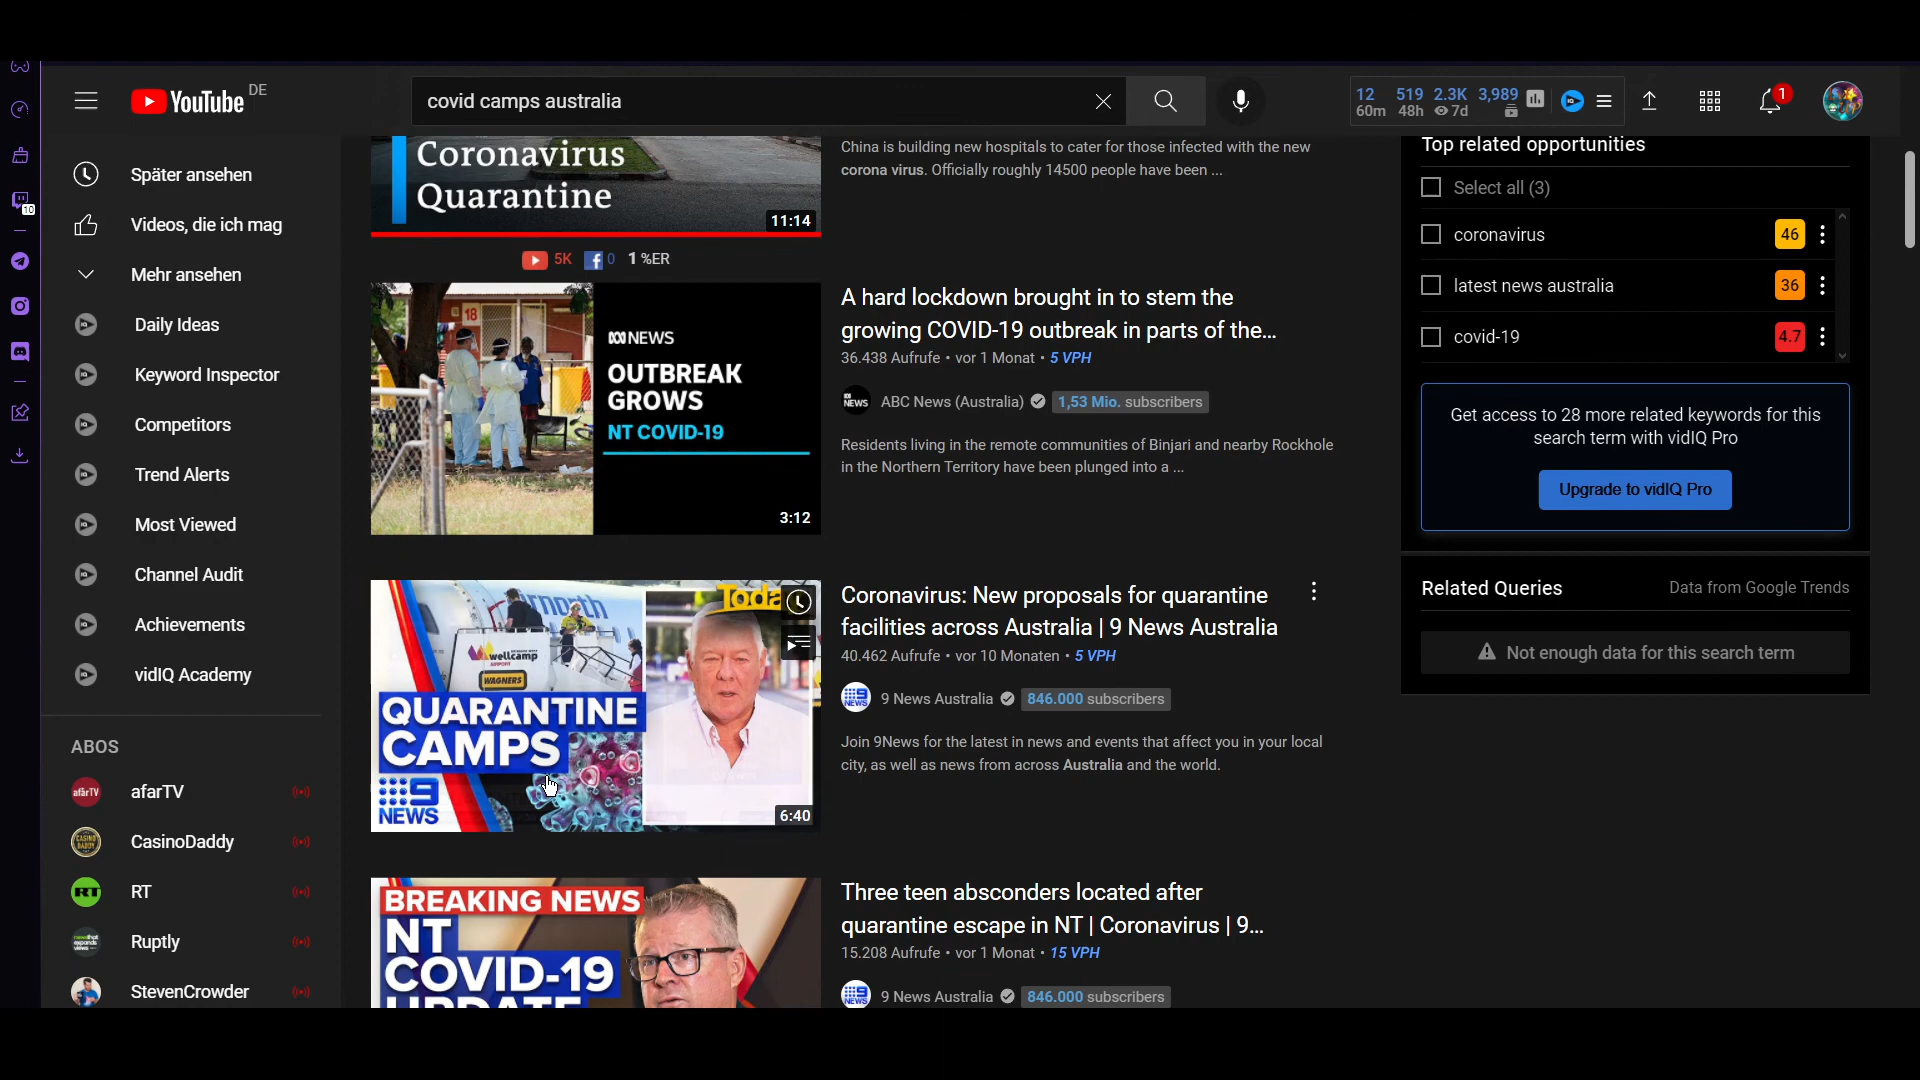 YouTube DE
covid camps australia
12 519 2.3K 3,989
60m 48h 7d
1
10
Später ansehen
Videos, die ich mag
Mehr ansehen
Daily Ideas
Keyword Inspector
Competitors
Trend Alerts
Most Viewed
Channel Audit
Achievements
vidIQ Academy
ABOS
afarTV
CasinoDaddy
RT
Ruptly
StevenCrowder
Coronavirus
Quarantine
11:14
China is building new hospitals to cater for those infected with the new
corona virus. Officially roughly 14500 people have been ...
5K 0 1 %ER
18
NEWS
OUTBREAK
GROWS
NT COVID-19
3:12
A hard lockdown brought in to stem the
growing COVID-19 outbreak in parts of the...
36.438 Aufrufe • vor 1 Monat • 5 VPH
NEWS ABC News (Australia) 1,53 Mio. subscribers
Residents living in the remote communities of Binjari and nearby Rockhole
in the Northern Territory have been plunged into a ...
Today
wellcamp
AIRPORT
WAGNERS
QUARANTINE
CAMPS
9
NEWS
6:40
Coronavirus: New proposals for quarantine
facilities across Australia | 9 News Australia
40.462 Aufrufe • vor 10 Monaten • 5 VPH
9 News Australia 846.000 subscribers
Join 9News for the latest in news and events that affect you in your local
city, as well as news from across Australia and the world.
BREAKING NEWS
NT
COVID-19
UPDATE
Three teen absconders located after
quarantine escape in NT | Coronavirus | 9...
15.208 Aufrufe • vor 1 Monat • 15 VPH
9 News Australia 846.000 subscribers
Top related opportunities
Select all (3)
coronavirus 46
latest news australia 36
covid-19 4.7
Get access to 28 more related keywords for this
search term with vidIQ Pro
Upgrade to vidIQ Pro
Related Queries Data from Google Trends
Not enough data for this search term